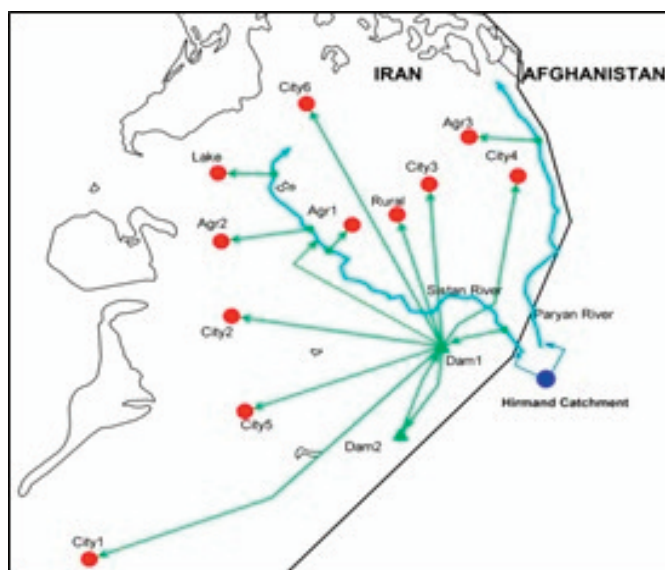 IRAN
AFGHANISTAN
City6
Agr3
Lake
City3
City4
Agr1
Rural
Agr2
Sistan River
City2
Paryan River
Dam1
Hirmand Catchment
City5
Dam2
City1